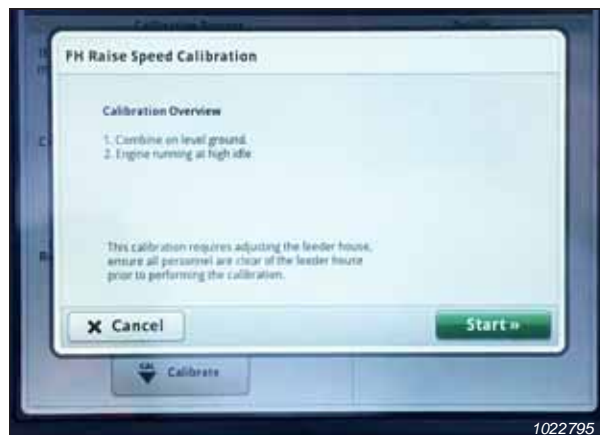 Calibration
FH Raise Speed Calibration
Calibration Overview
1. Combine on level ground.
2. Engine running at high idle
This calibration requires adjusting the feeder house,
ensure all personnel are clear of the feeder house
prior to performing the calibration.
X Cancel
Start »
CAL
Calibrate
1022795